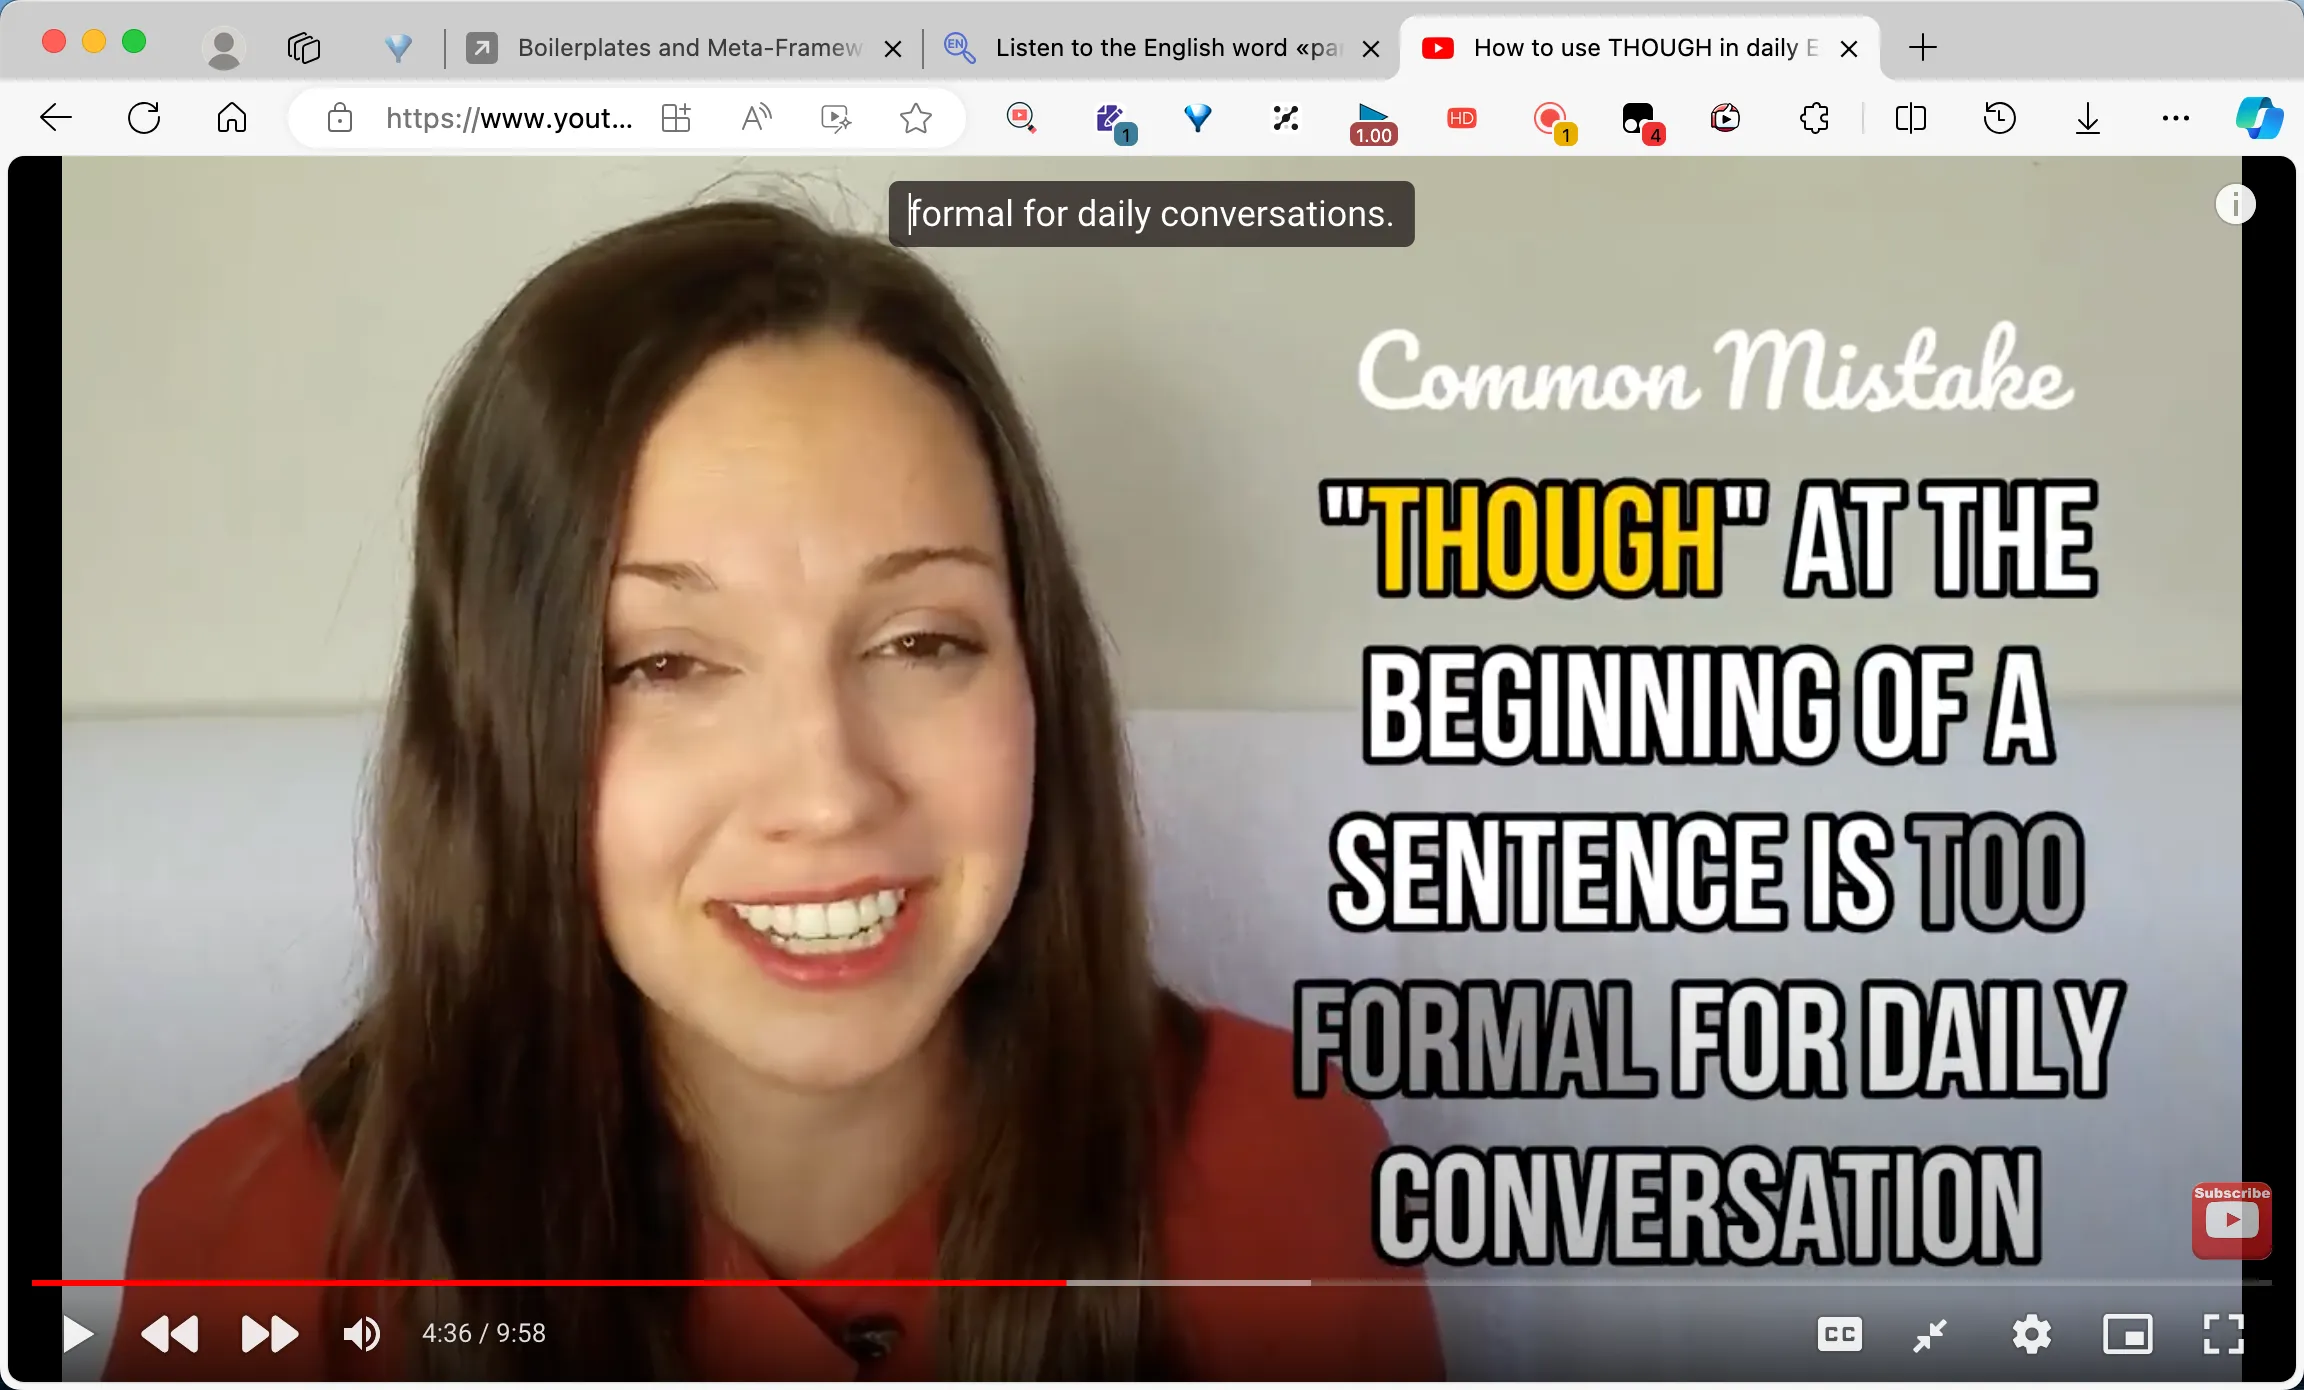 Boilerplates and Meta-Framew
Listen to the English word «pa
How to use THOUGH in daily E
https://www.yout...
1
1.00
HD
1
4
formal for daily conversations.
Common Mistake
"THOUGH" AT THE
BEGINNING OF A
SENTENCE IS TOO
FORMAL FOR DAILY
CONVERSATION
Subscribe
4:36 / 9:58
CC